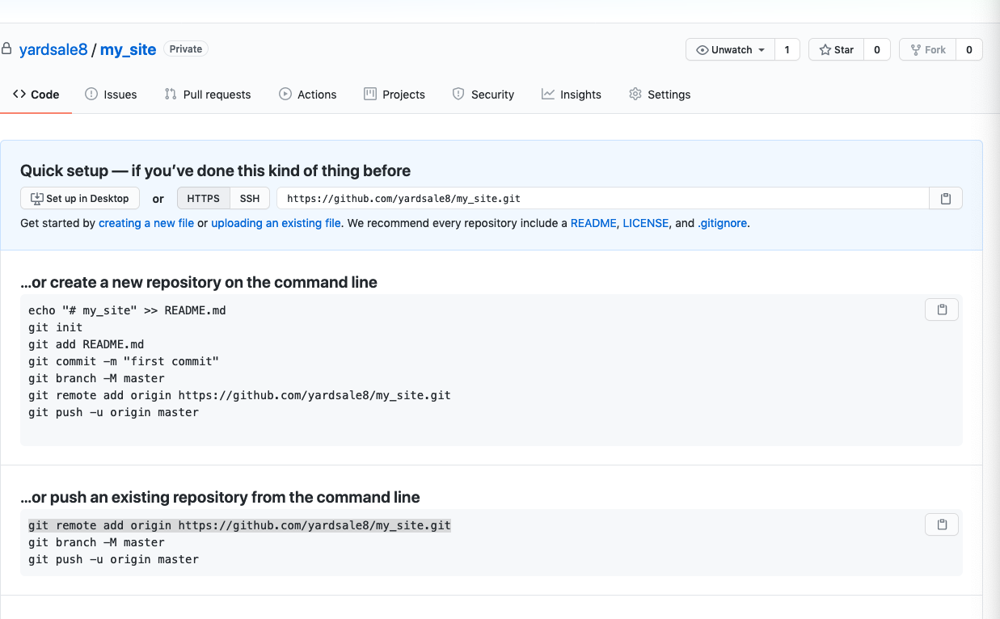 yardsale8 / my_site Private Unwatch 1 Star 0 Fork 0
Code Issues Pull requests Actions Projects Security Insights Settings
Quick setup — if you’ve done this kind of thing before
Set up in Desktop or HTTPS SSH https://github.com/yardsale8/my_site.git
Get started by creating a new file or uploading an existing file. We recommend every repository include a README, LICENSE, and .gitignore.
…or create a new repository on the command line
echo "# my_site" >> README.md
git init
git add README.md
git commit -m "first commit"
git branch -M master
git remote add origin https://github.com/yardsale8/my_site.git
git push -u origin master
…or push an existing repository from the command line
git remote add origin https://github.com/yardsale8/my_site.git
git branch -M master
git push -u origin master